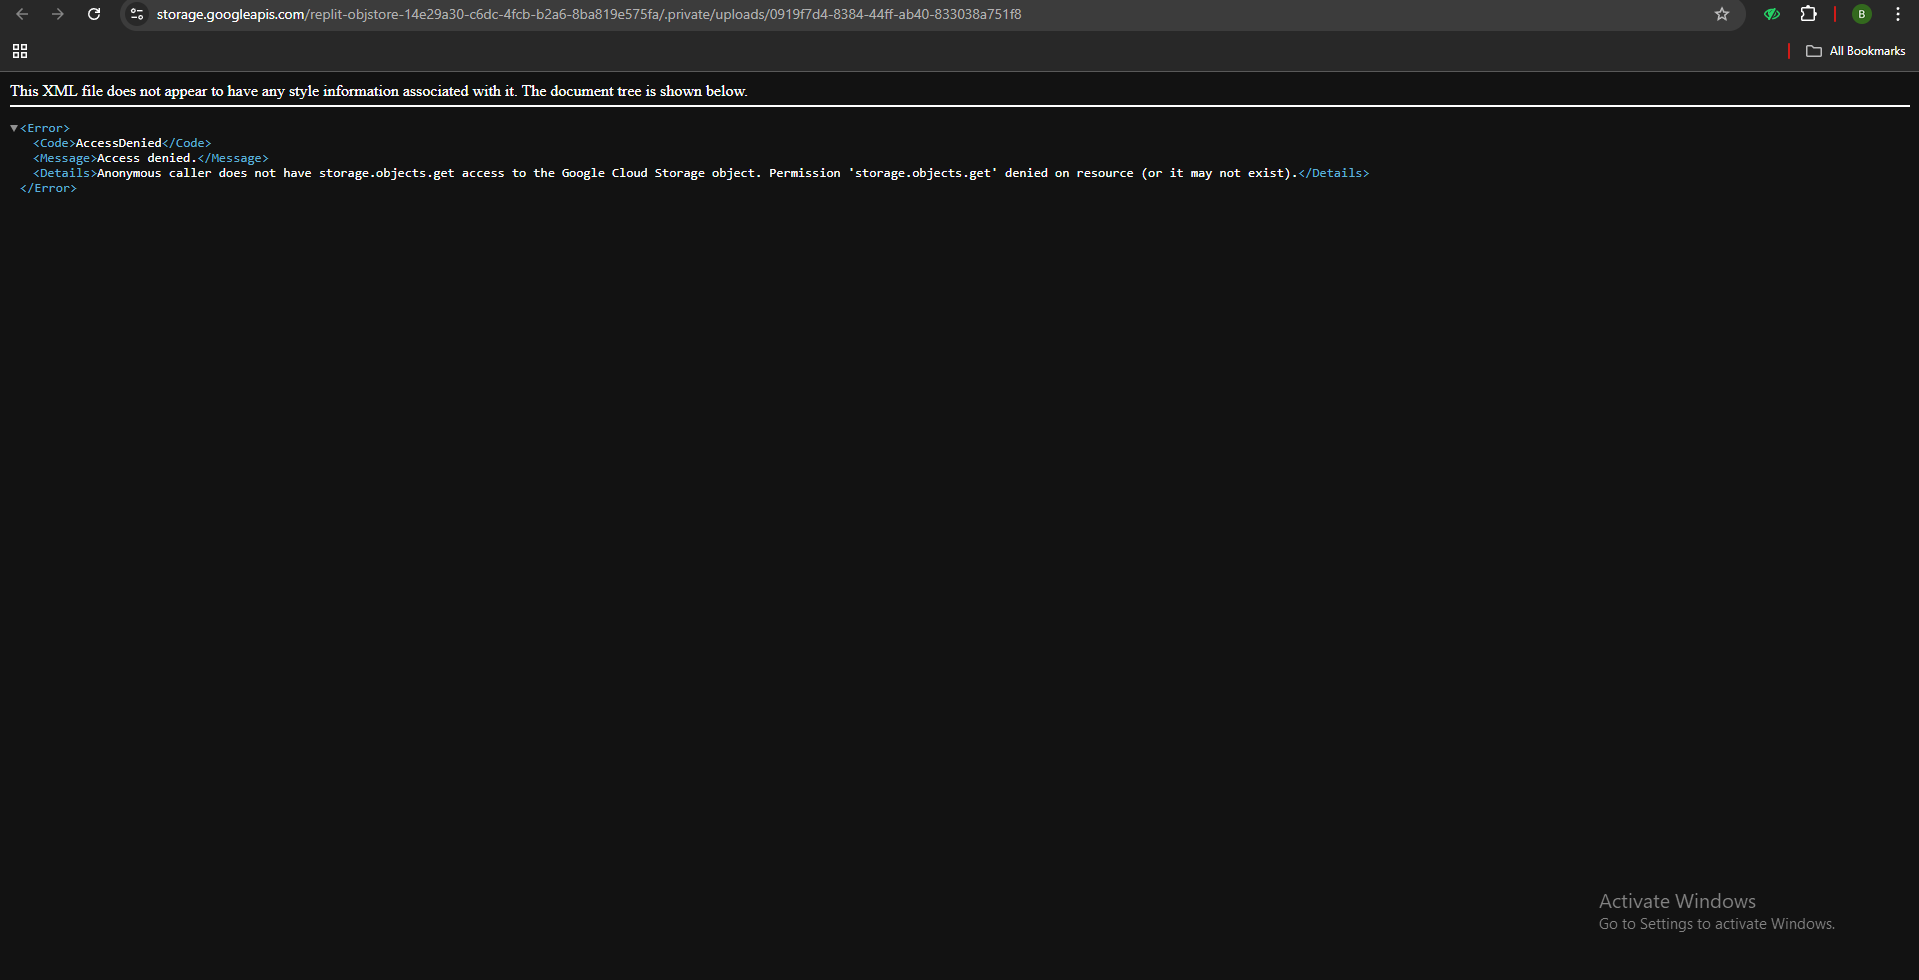 storage.googleapis.com/replit-objstore-14e29a30-c6dc-4fcb-b2a6-8ba819e575fa/.private/uploads/0919f7d4-8384-44ff-ab40-833038a751f8
B
All Bookmarks
This XML file does not appear to have any style information associated with it. The document tree is shown below.
▼<Error>
<Code>AccessDenied</Code>
<Message>Access denied.</Message>
<Details>Anonymous caller does not have storage.objects.get access to the Google Cloud Storage object. Permission 'storage.objects.get' denied on resource (or it may not exist).</Details>
</Error>
Activate Windows
Go to Settings to activate Windows.